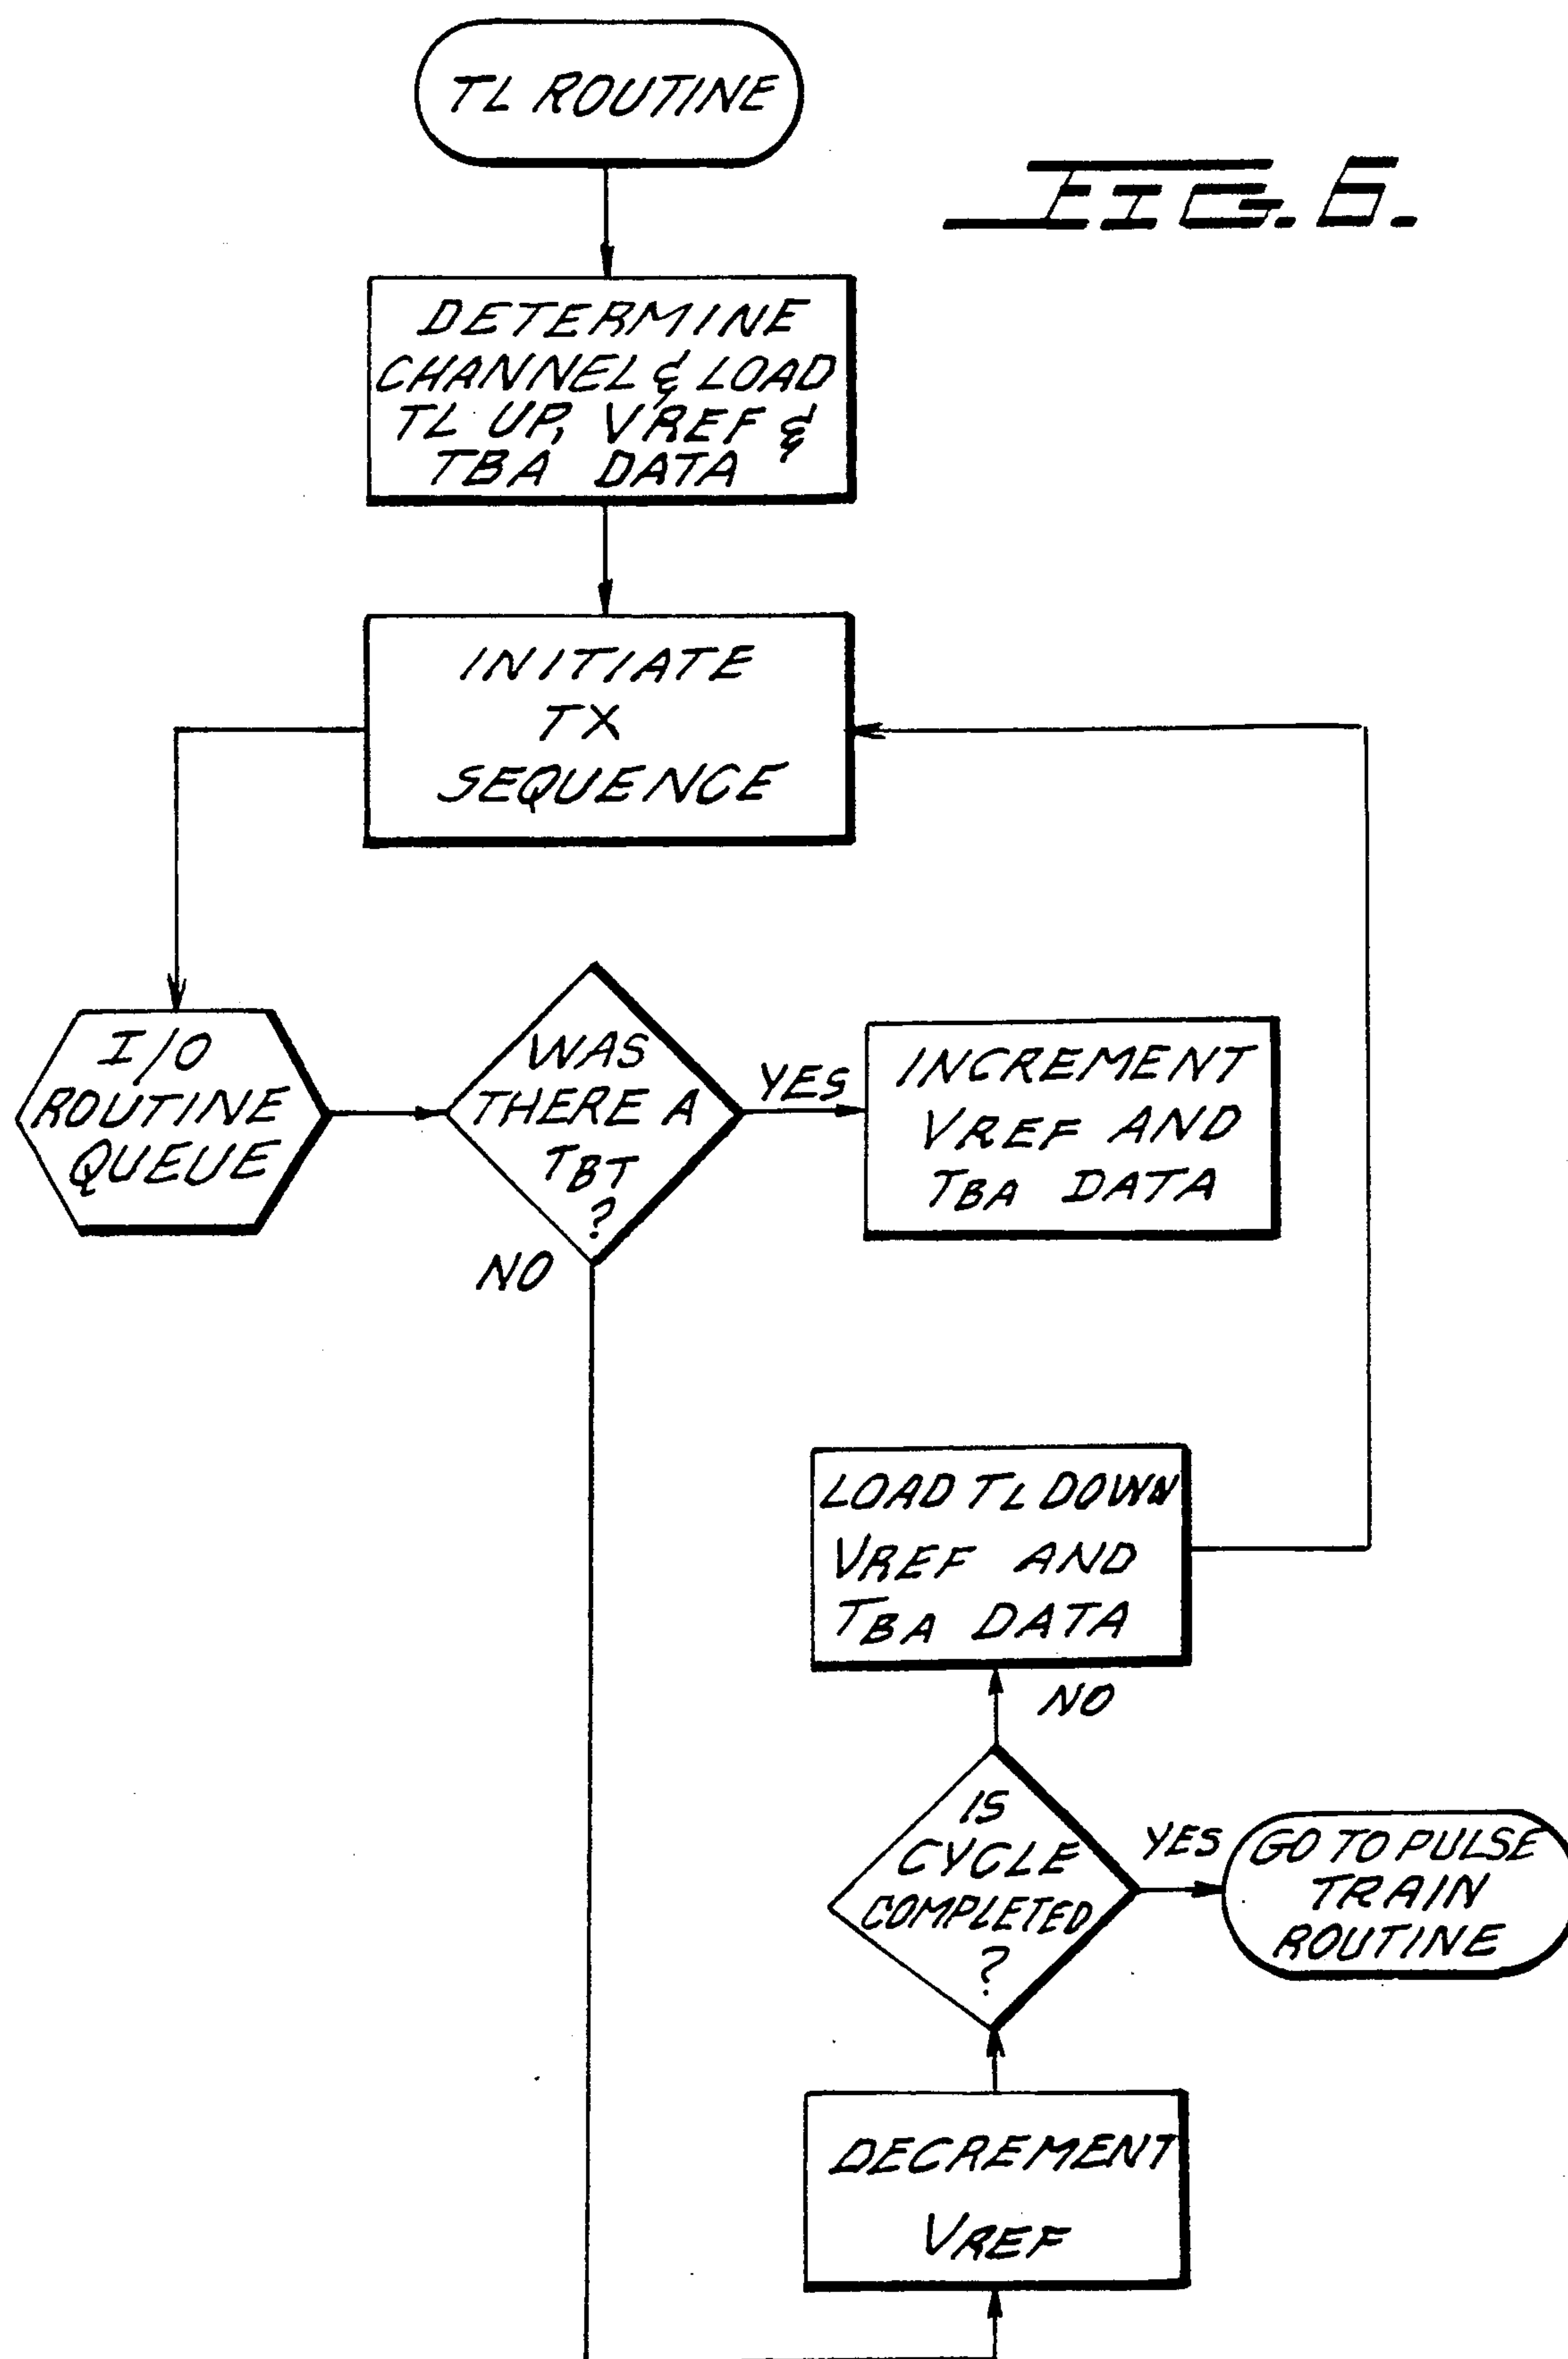 TL ROUTINE
FIG. 6.
DETERMINE
CHANNEL & LOAD
TL UP, VREF &
TBA DATA
INITIATE
TX
SEQUENCE
I/O
ROUTINE
QUEUE
WAS
THERE A
TBT
?
YES
NO
INCREMENT
VREF AND
TBA DATA
LOAD TL DOWN
VREF AND
TBA DATA
NO
IS
CYCLE
COMPLETED
?
YES
GO TO PULSE
TRAIN
ROUTINE
DECREMENT
VREF